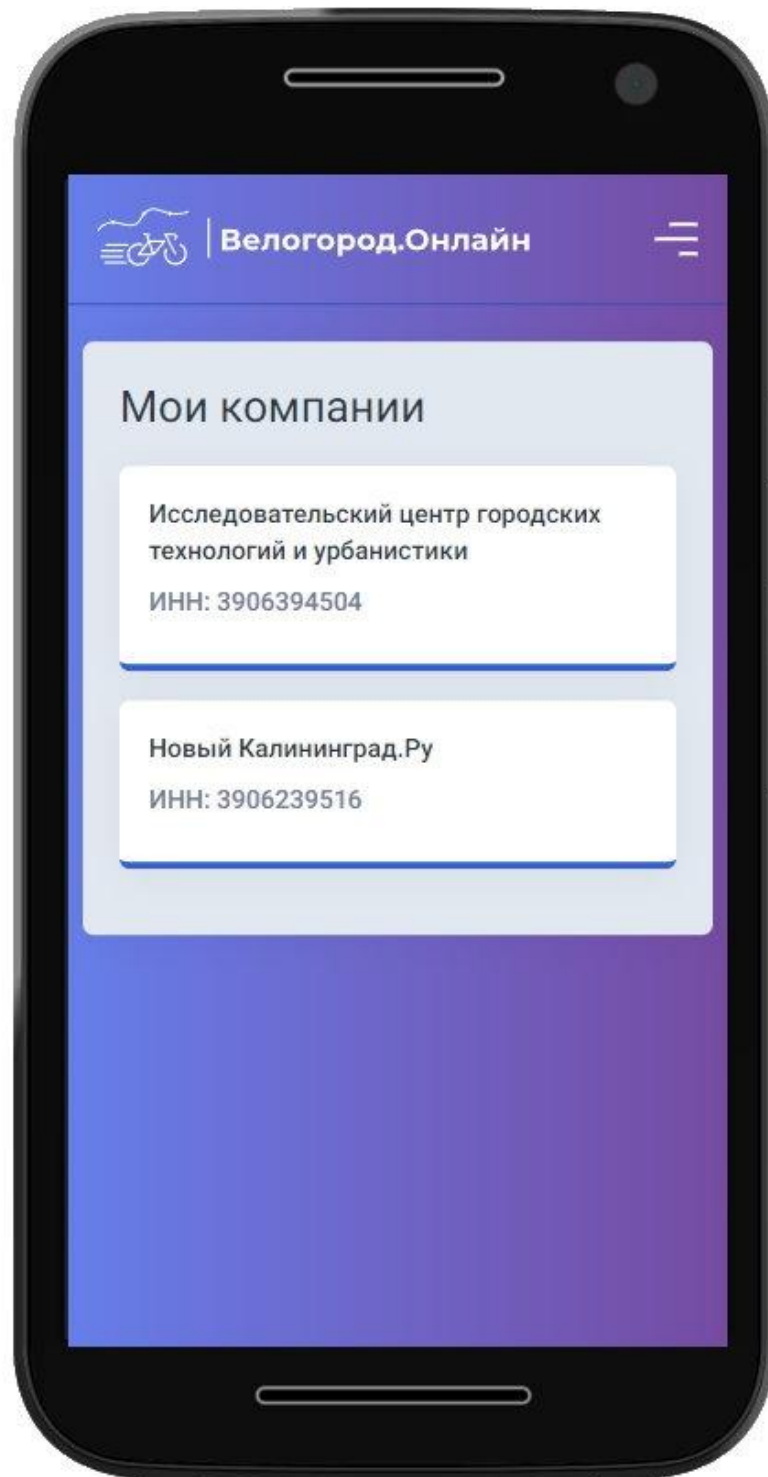 Велогород.Онлайн
Мои компании
Исследовательский центр городских
технологий и урбанистики
ИНН: 3906394504
Новый Калининград.Ру
ИНН: 3906239516